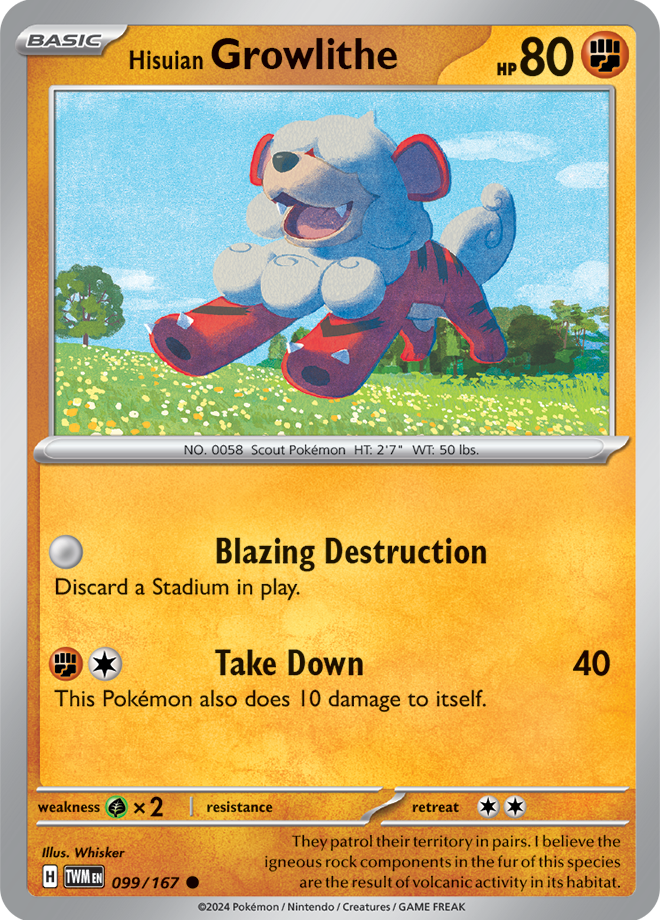 BASIC
Hisuian Growlithe HP 80
NO. 0058 Scout Pokémon HT: 2'7" WT: 50 lbs.
Blazing Destruction
Discard a Stadium in play.
Take Down 40
This Pokémon also does 10 damage to itself.
weakness ×2 resistance retreat
Illus. Whisker
They patrol their territory in pairs. I believe the
igneous rock components in the fur of this species
are the result of volcanic activity in its habitat.
H TWM EN 099/167
©2024 Pokémon / Nintendo / Creatures / GAME FREAK